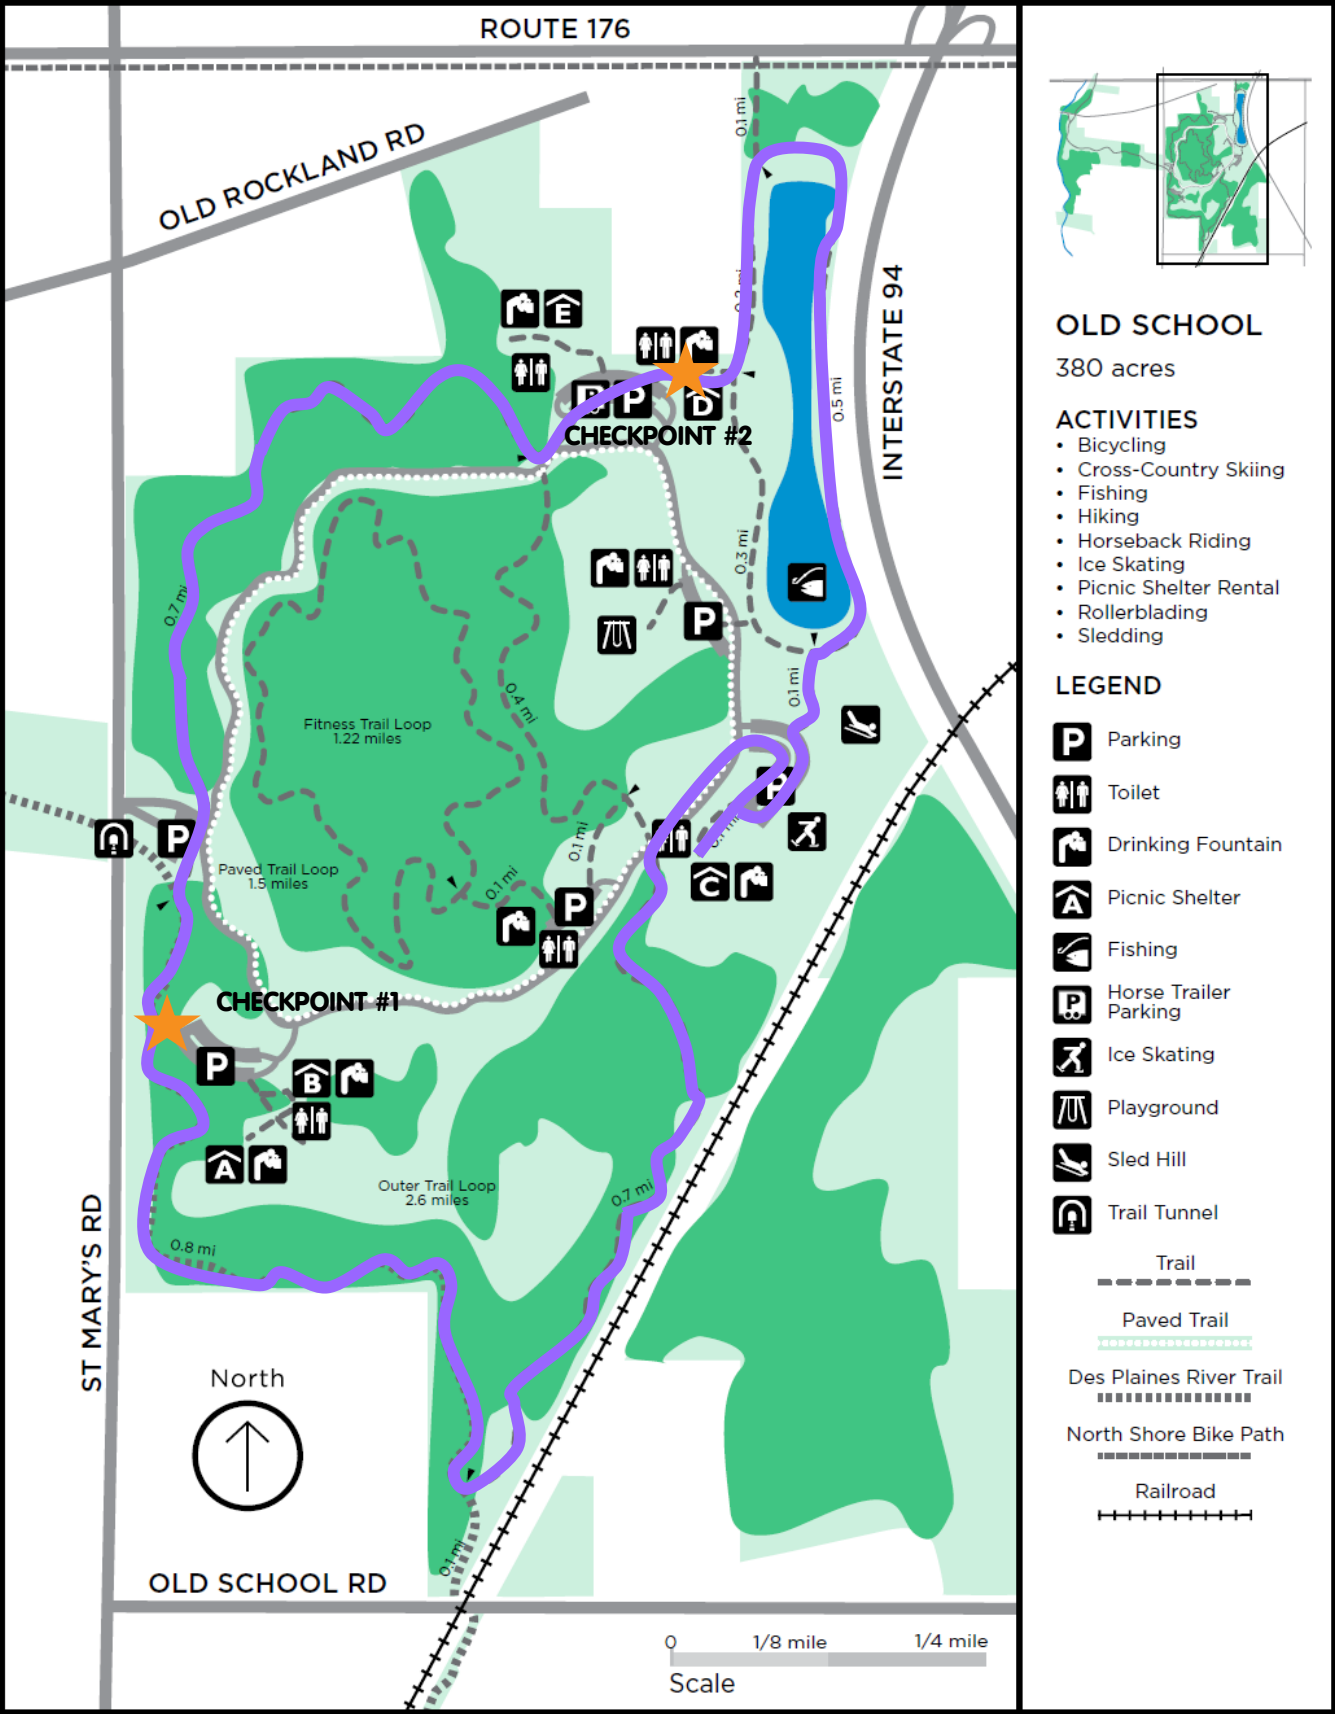 ROUTE 176
OLD ROCKLAND RD
0.1 mi
INTERSTATE 94
E
P
P
D
CHECKPOINT #2
0.5 mi
0.3 mi
0.7 mi
P
0.4 mi
0.1 mi
Fitness Trail Loop
1.22 miles
P
P
0.1 mi
Paved Trail Loop
1.5 miles
0.1 mi
C
P
CHECKPOINT #1
P
B
A
Outer Trail Loop
2.6 miles
0.7 mi
0.8 mi
ST MARY'S RD
North
0.1 mi
OLD SCHOOL RD
0
1/8 mile
1/4 mile
Scale
OLD SCHOOL
380 acres
ACTIVITIES
• Bicycling
• Cross-Country Skiing
• Fishing
• Hiking
• Horseback Riding
• Ice Skating
• Picnic Shelter Rental
• Rollerblading
• Sledding
LEGEND
P Parking
Toilet
Drinking Fountain
A Picnic Shelter
Fishing
P Horse Trailer
Parking
Ice Skating
Playground
Sled Hill
Trail Tunnel
Trail
Paved Trail
Des Plaines River Trail
North Shore Bike Path
Railroad